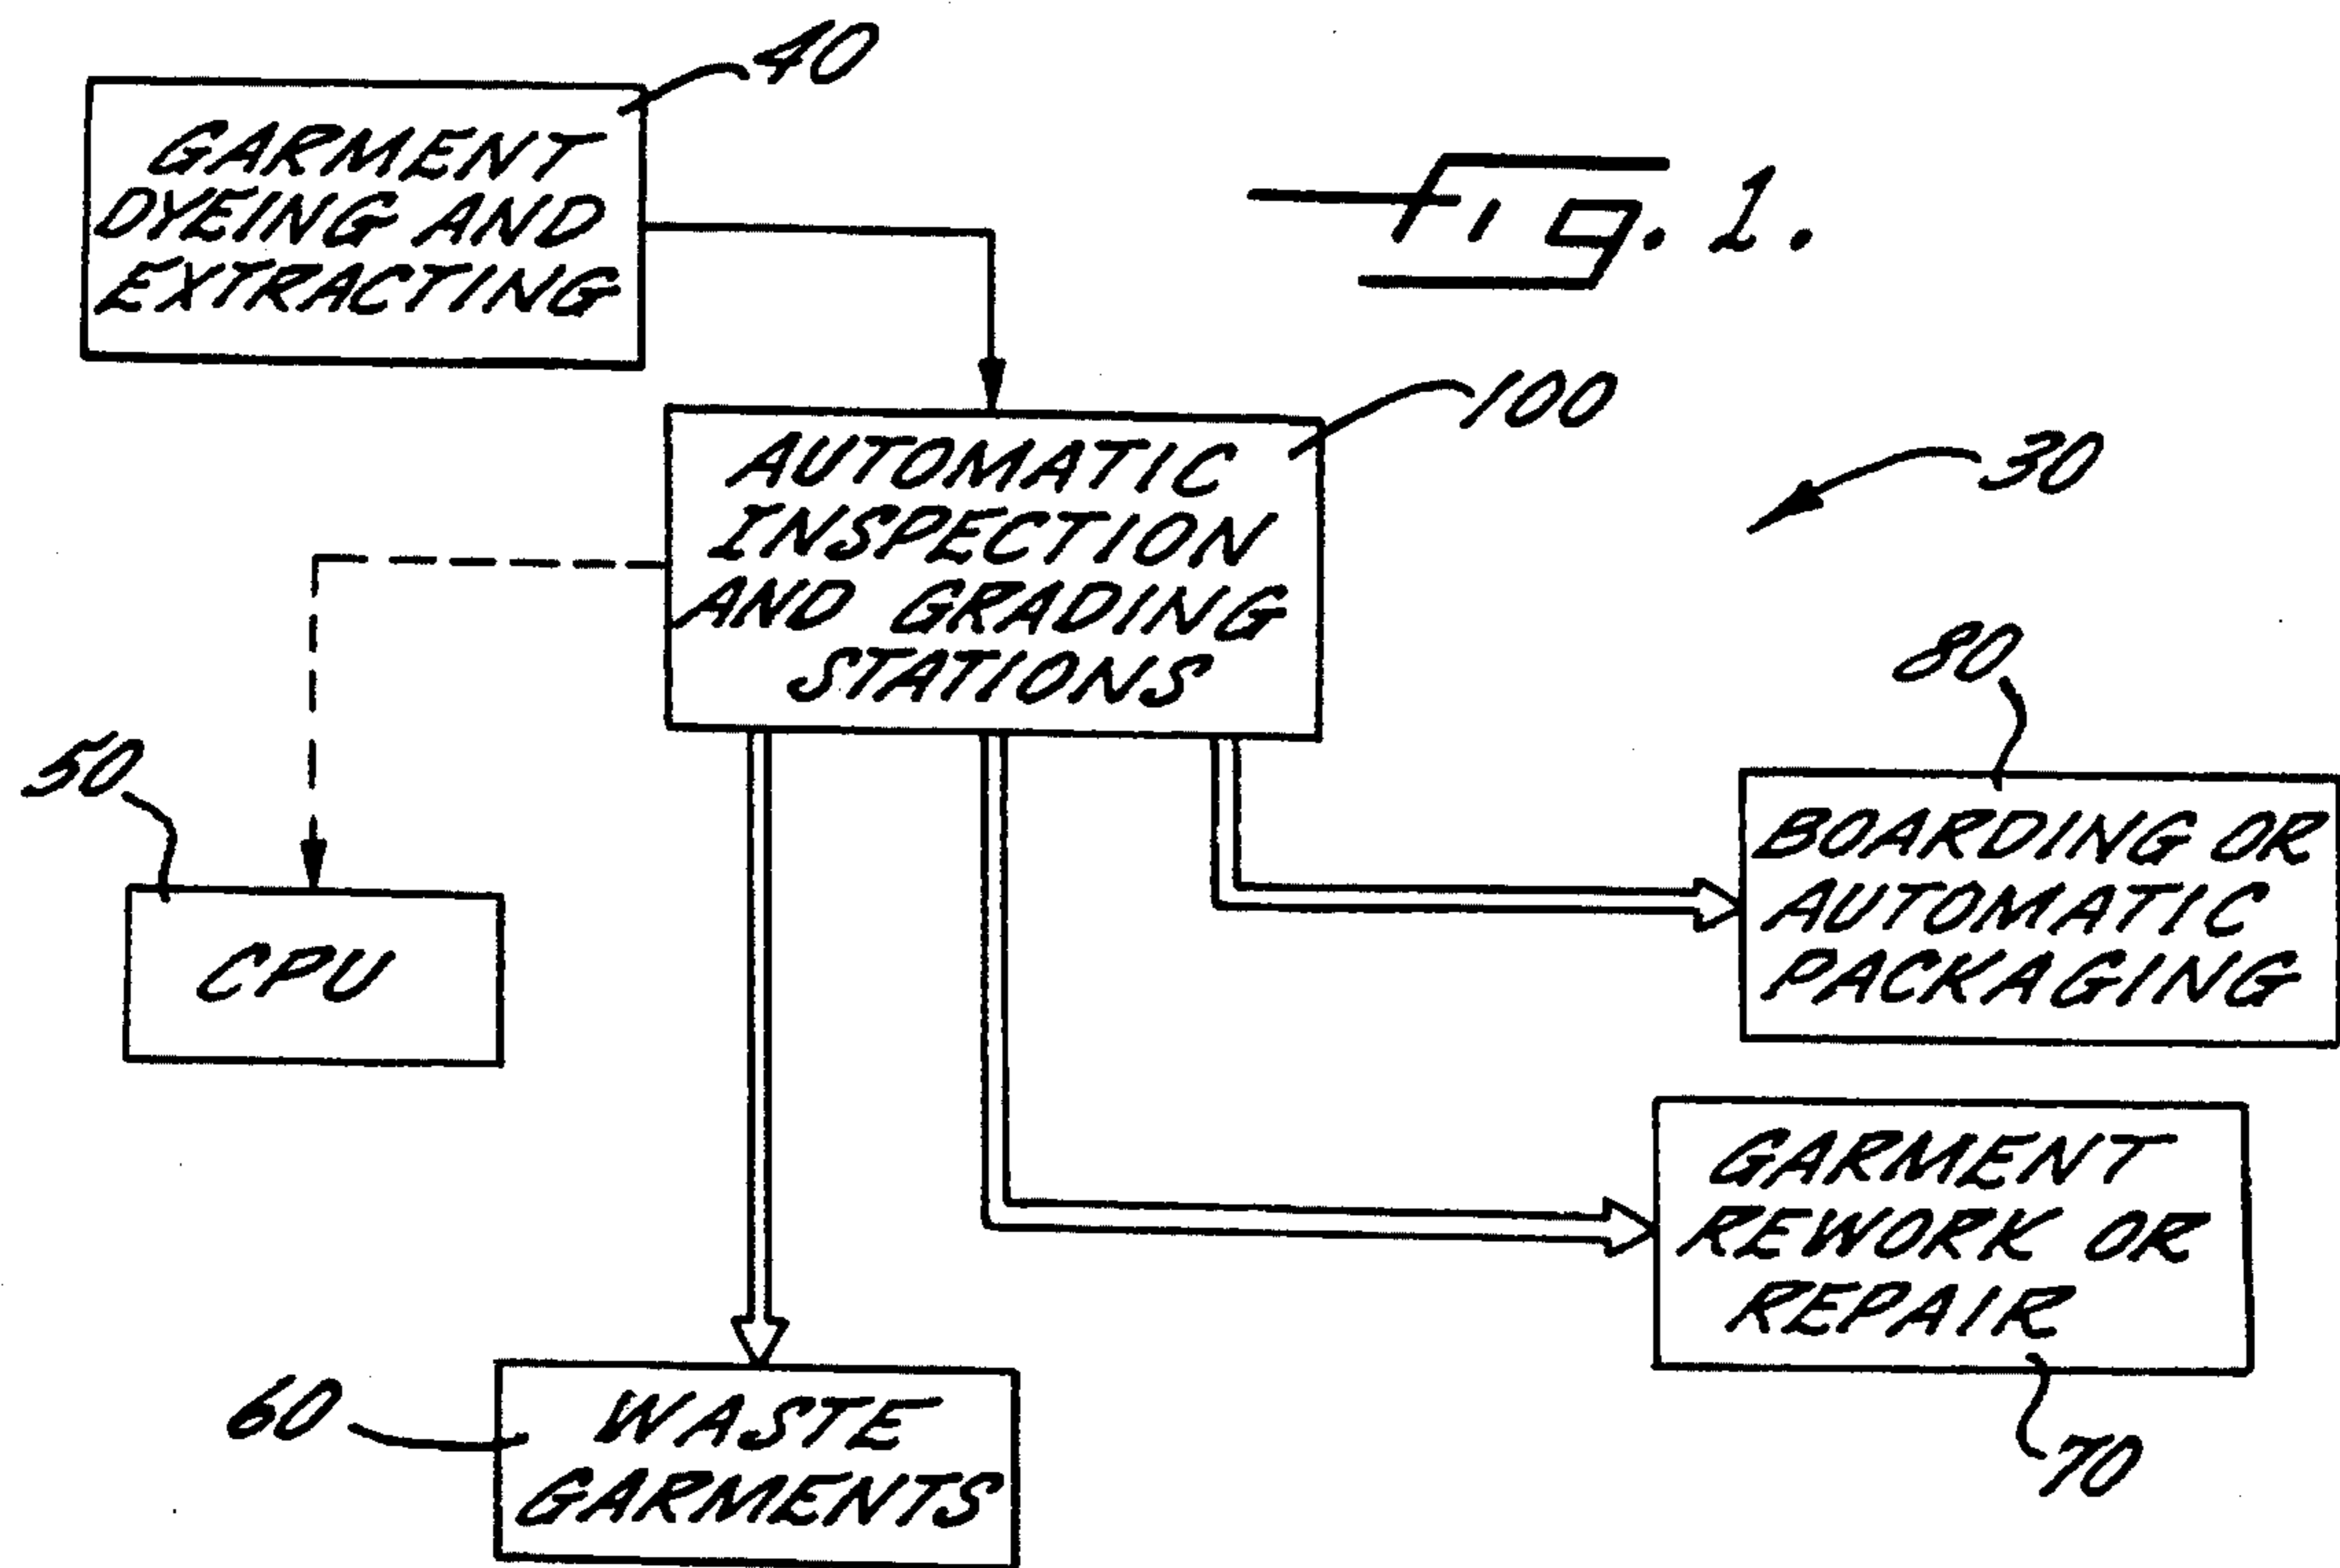 40
GARMENT
DYEING AND
EXTRACTING
Fig. 1.
100
AUTOMATIC
INSPECTION
AND GRADING
STATIONS
30
80
50
CPU
BOARDING OR
AUTOMATIC
PACKAGING
GARMENT
REWORK OR
REPAIR
70
60
WASTE
GARMENTS